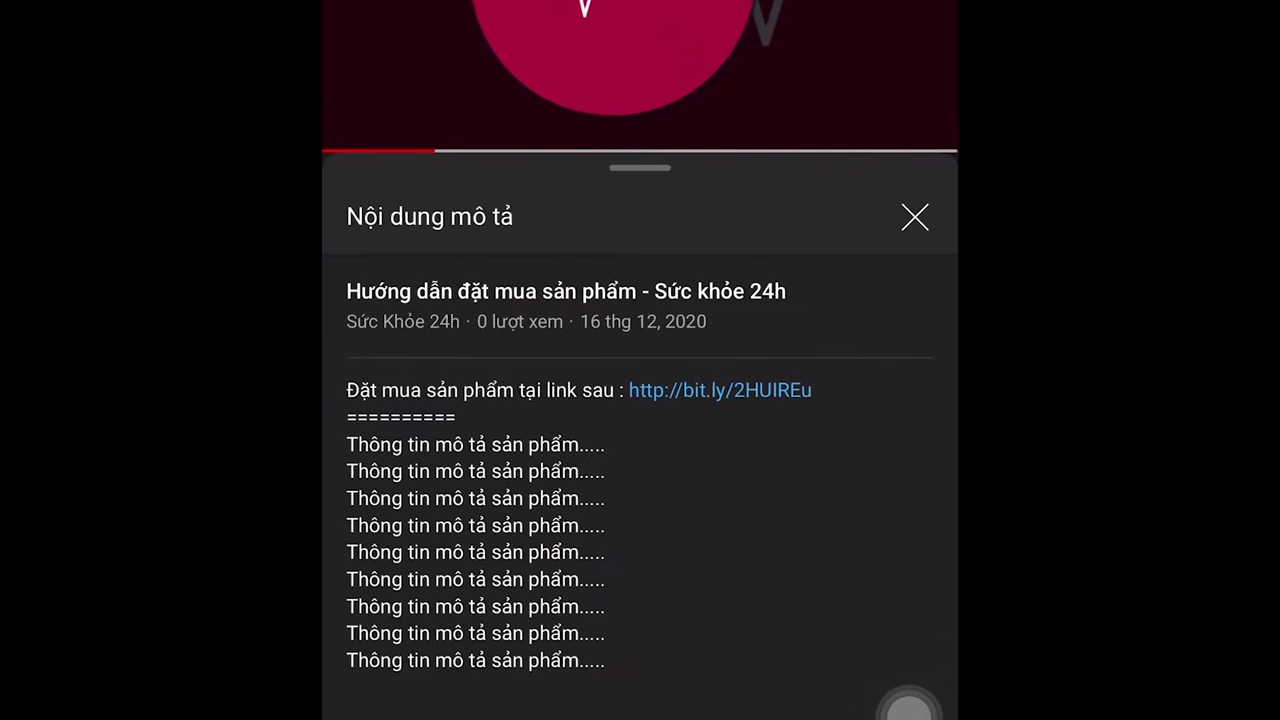 Nội dung mô tả
Hướng dẫn đặt mua sản phẩm - Sức khỏe 24h
Sức Khỏe 24h · 0 lượt xem · 16 thg 12, 2020
Đặt mua sản phẩm tại link sau : http://bit.ly/2HUIREu
==========
Thông tin mô tả sản phẩm.....
Thông tin mô tả sản phẩm.....
Thông tin mô tả sản phẩm.....
Thông tin mô tả sản phẩm.....
Thông tin mô tả sản phẩm.....
Thông tin mô tả sản phẩm.....
Thông tin mô tả sản phẩm.....
Thông tin mô tả sản phẩm.....
Thông tin mô tả sản phẩm.....